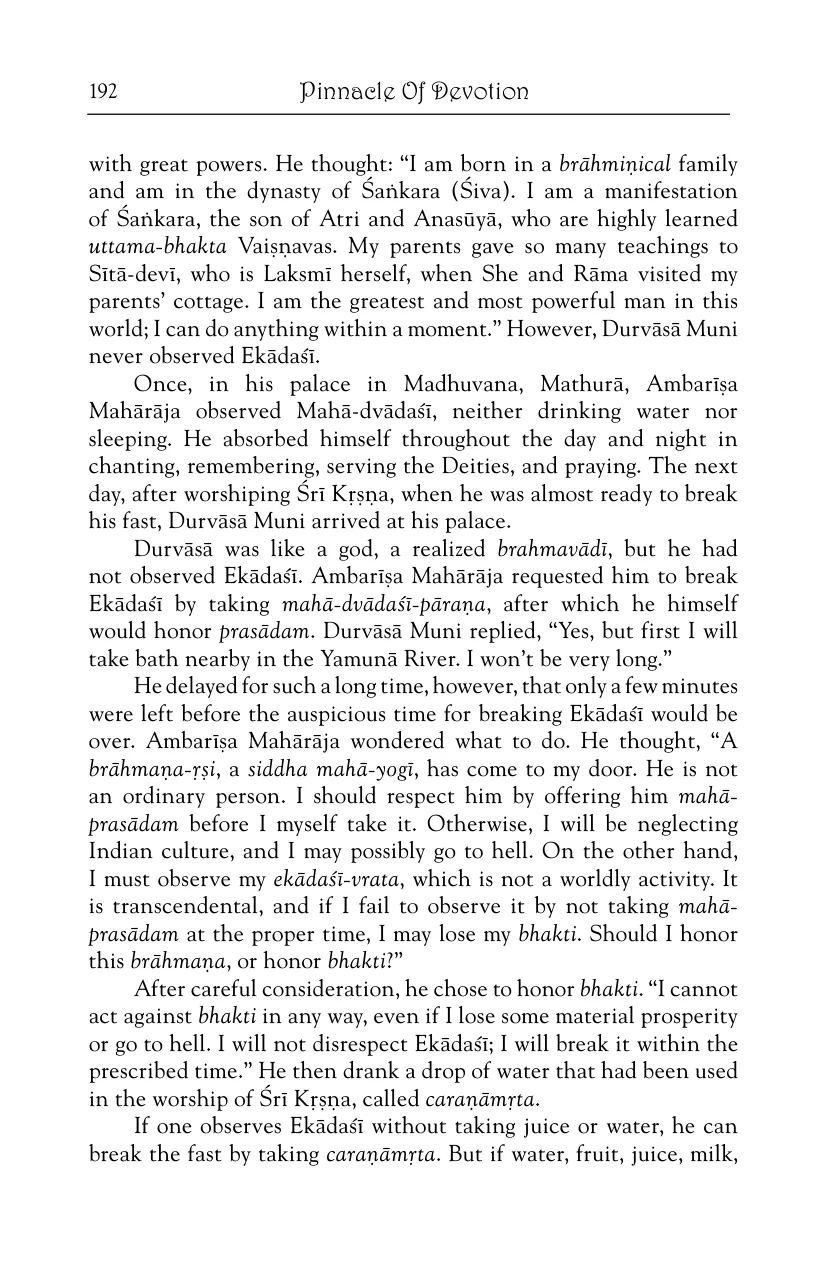 192 Pinnacle Of Devotion
with great powers. He thought: “I am born in a brāhmiṇical family
and am in the dynasty of Śaṅkara (Śiva). I am a manifestation
of Śaṅkara, the son of Atri and Anasūyā, who are highly learned
uttama-bhakta Vaiṣṇavas. My parents gave so many teachings to
Sītā-devī, who is Laksmī herself, when She and Rāma visited my
parents’ cottage. I am the greatest and most powerful man in this
world; I can do anything within a moment.” However, Durvāsā Muni
never observed Ekādaśī.
Once, in his palace in Madhuvana, Mathurā, Ambarīṣa
Mahārāja observed Mahā-dvādaśī, neither drinking water nor
sleeping. He absorbed himself throughout the day and night in
chanting, remembering, serving the Deities, and praying. The next
day, after worshiping Śrī Kṛṣṇa, when he was almost ready to break
his fast, Durvāsā Muni arrived at his palace.
Durvāsā was like a god, a realized brahmavādī, but he had
not observed Ekādaśī. Ambarīṣa Mahārāja requested him to break
Ekādaśī by taking mahā-dvādaśī-pāraṇa, after which he himself
would honor prasādam. Durvāsā Muni replied, “Yes, but first I will
take bath nearby in the Yamunā River. I won’t be very long.”
He delayed for such a long time, however, that only a few minutes
were left before the auspicious time for breaking Ekādaśī would be
over. Ambarīṣa Mahārāja wondered what to do. He thought, “A
brāhmaṇa-ṛṣi, a siddha mahā-yogī, has come to my door. He is not
an ordinary person. I should respect him by offering him mahā-
prasādam before I myself take it. Otherwise, I will be neglecting
Indian culture, and I may possibly go to hell. On the other hand,
I must observe my ekādaśī-vrata, which is not a worldly activity. It
is transcendental, and if I fail to observe it by not taking mahā-
prasādam at the proper time, I may lose my bhakti. Should I honor
this brāhmaṇa, or honor bhakti?”
After careful consideration, he chose to honor bhakti. “I cannot
act against bhakti in any way, even if I lose some material prosperity
or go to hell. I will not disrespect Ekādaśī; I will break it within the
prescribed time.” He then drank a drop of water that had been used
in the worship of Śrī Kṛṣṇa, called caraṇāmṛta.
If one observes Ekādaśī without taking juice or water, he can
break the fast by taking caraṇāmṛta. But if water, fruit, juice, milk,